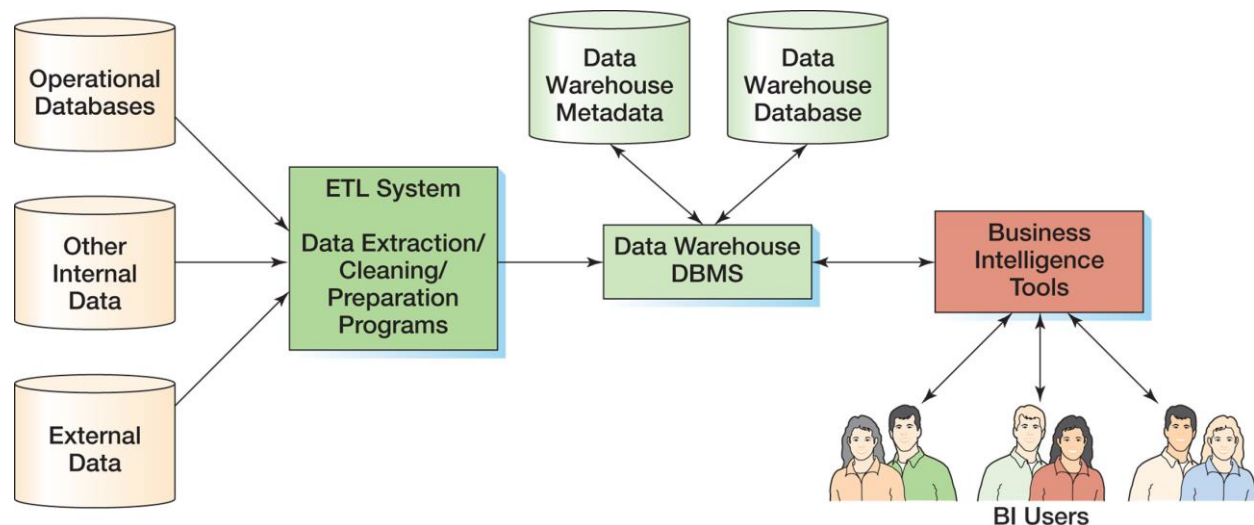 Operational
Databases
Other
Internal
Data
External
Data
ETL System
Data Extraction/
Cleaning/
Preparation
Programs
Data
Warehouse
Metadata
Data
Warehouse
Database
Data Warehouse
DBMS
Business
Intelligence
Tools
BI Users